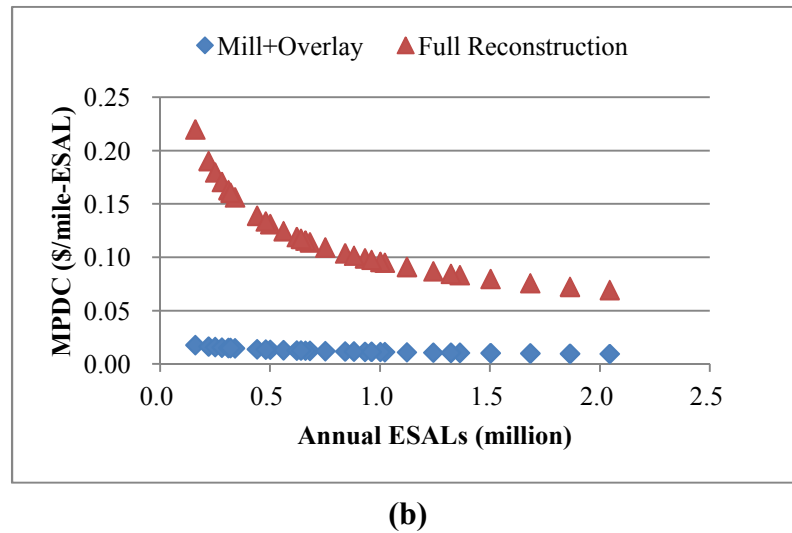 Mill+Overlay Full Reconstruction
0.25
0.20
0.15
0.10
0.05
0.00
MPDC ($/mile-ESAL)
0.0 0.5 1.0 1.5 2.0 2.5
Annual ESALs (million)
(b)